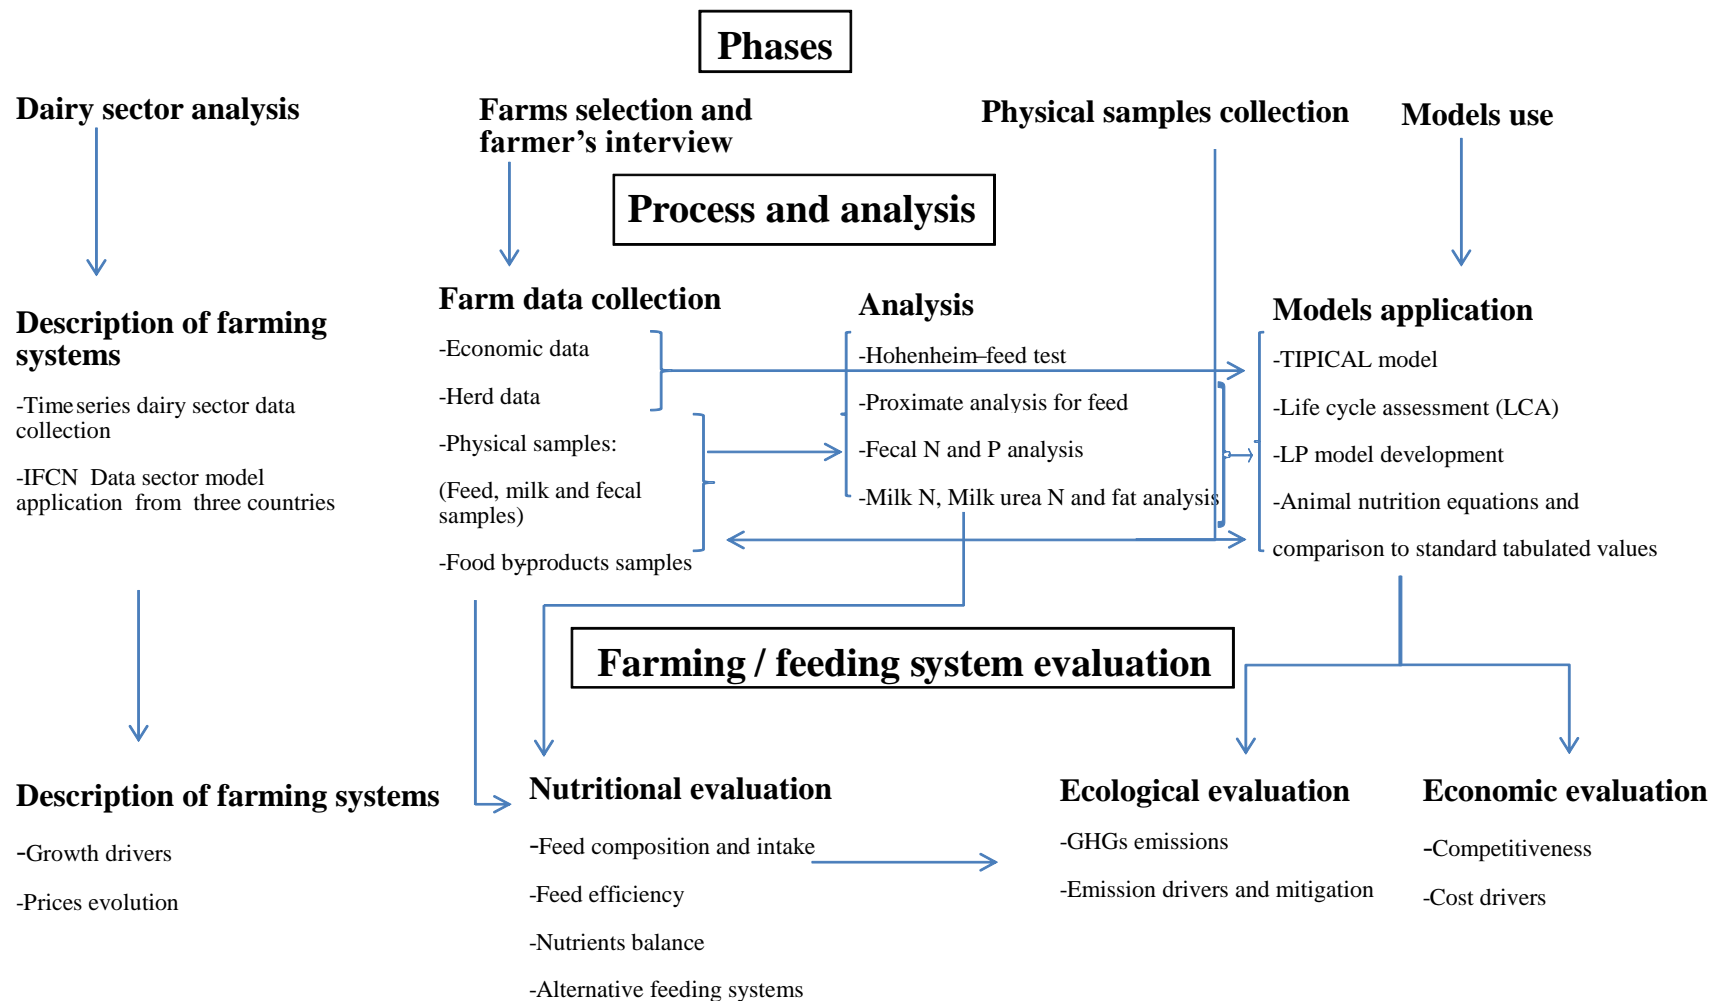 Phases
Dairy sector analysis
Farms selection and
farmer’s interview
Physical samples collection
Models use
Process and analysis
Description of farming
systems
-Time series dairy sector data
collection
-IFCN Data sector model
application from three countries
Farm data collection
-Economic data
-Herd data
-Physical samples:
(Feed, milk and fecal
samples)
-Food by-products samples
Analysis
-Hohenheim–feed test
-Proximate analysis for feed
-Fecal N and P analysis
-Milk N, Milk urea N and fat analysis
Models application
-TIPICAL model
-Life cycle assessment (LCA)
-LP model development
-Animal nutrition equations and
comparison to standard tabulated values
Farming / feeding system evaluation
Description of farming systems
-Growth drivers
-Prices evolution
Nutritional evaluation
-Feed composition and intake
-Feed efficiency
-Nutrients balance
-Alternative feeding systems
Ecological evaluation
-GHGs emissions
-Emission drivers and mitigation
Economic evaluation
-Competitiveness
-Cost drivers